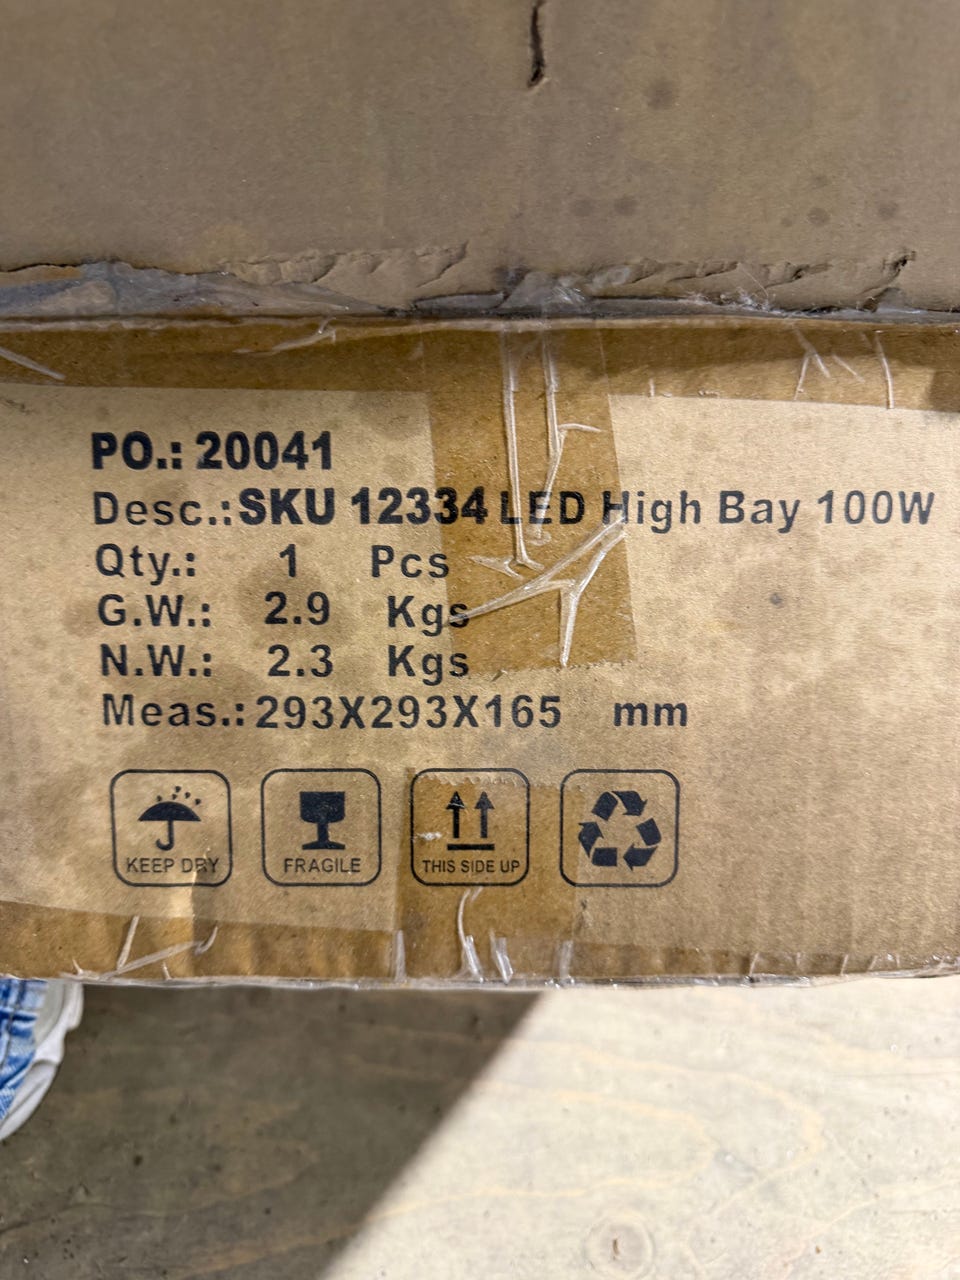 PO.: 20041
Desc.:SKU 12334 LED High Bay 100W
Qty.: 1 Pcs
G.W.: 2.9 Kgs
N.W.: 2.3 Kgs
Meas.:293X293X165 mm
KEEP DRY FRAGILE THIS SIDE UP